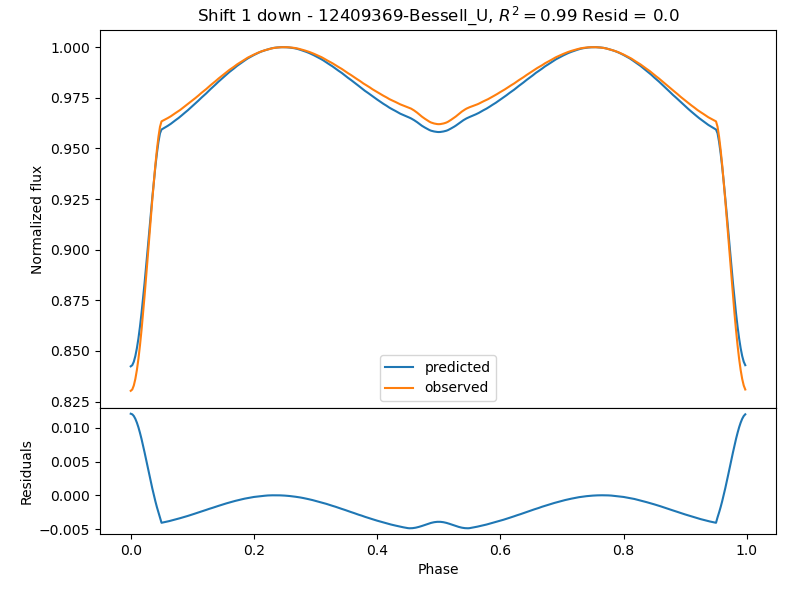 Shift 1 down - 12409369-Bessell_U, R² = 0.99 Resid = 0.0
Normalized flux
1.000
0.975
0.950
0.925
0.900
0.875
0.850
0.825
predicted
observed
Residuals
0.010
0.005
0.000
−0.005
0.0 0.2 0.4 0.6 0.8 1.0
Phase